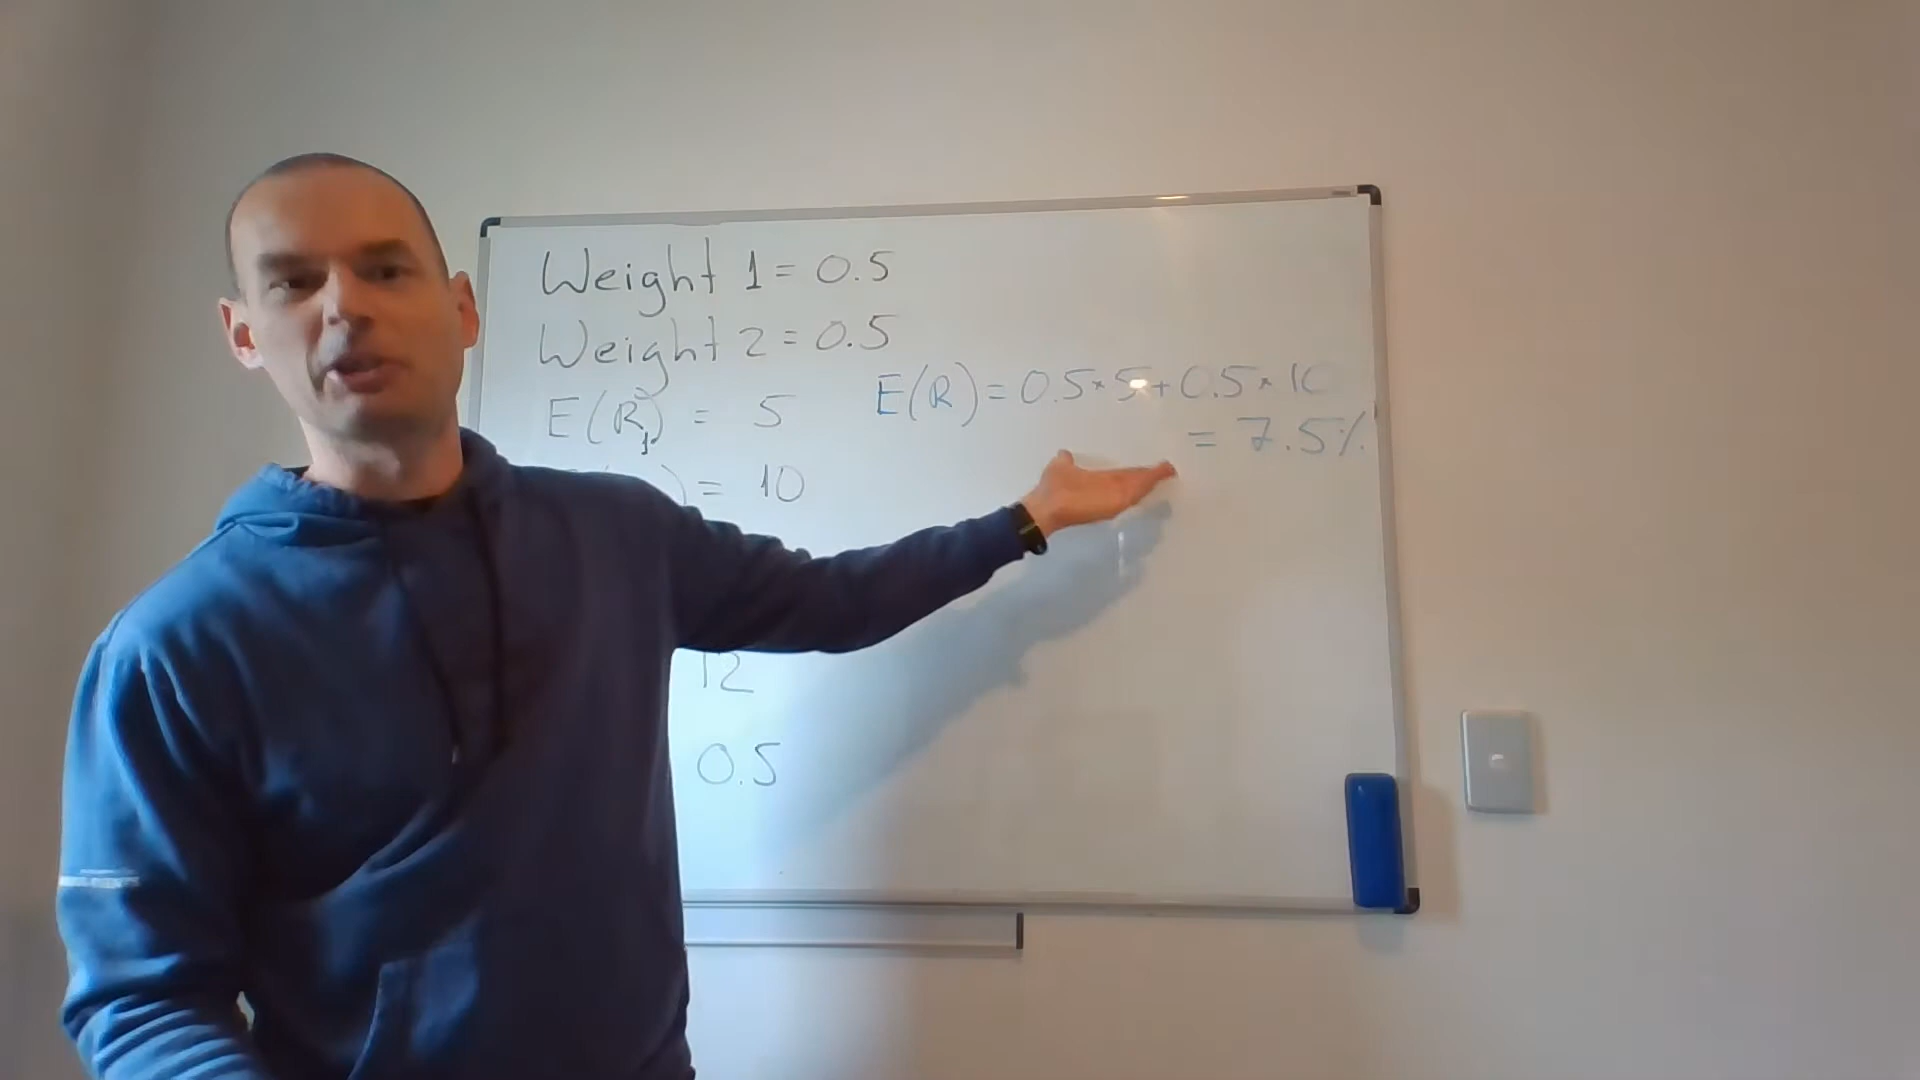 Weight 1 = 0.5
Weight 2 = 0.5
E(R1) = 5
) = 10
12
0.5
E(R) = 0.5 * 5 + 0.5 * 10
= 7.5%